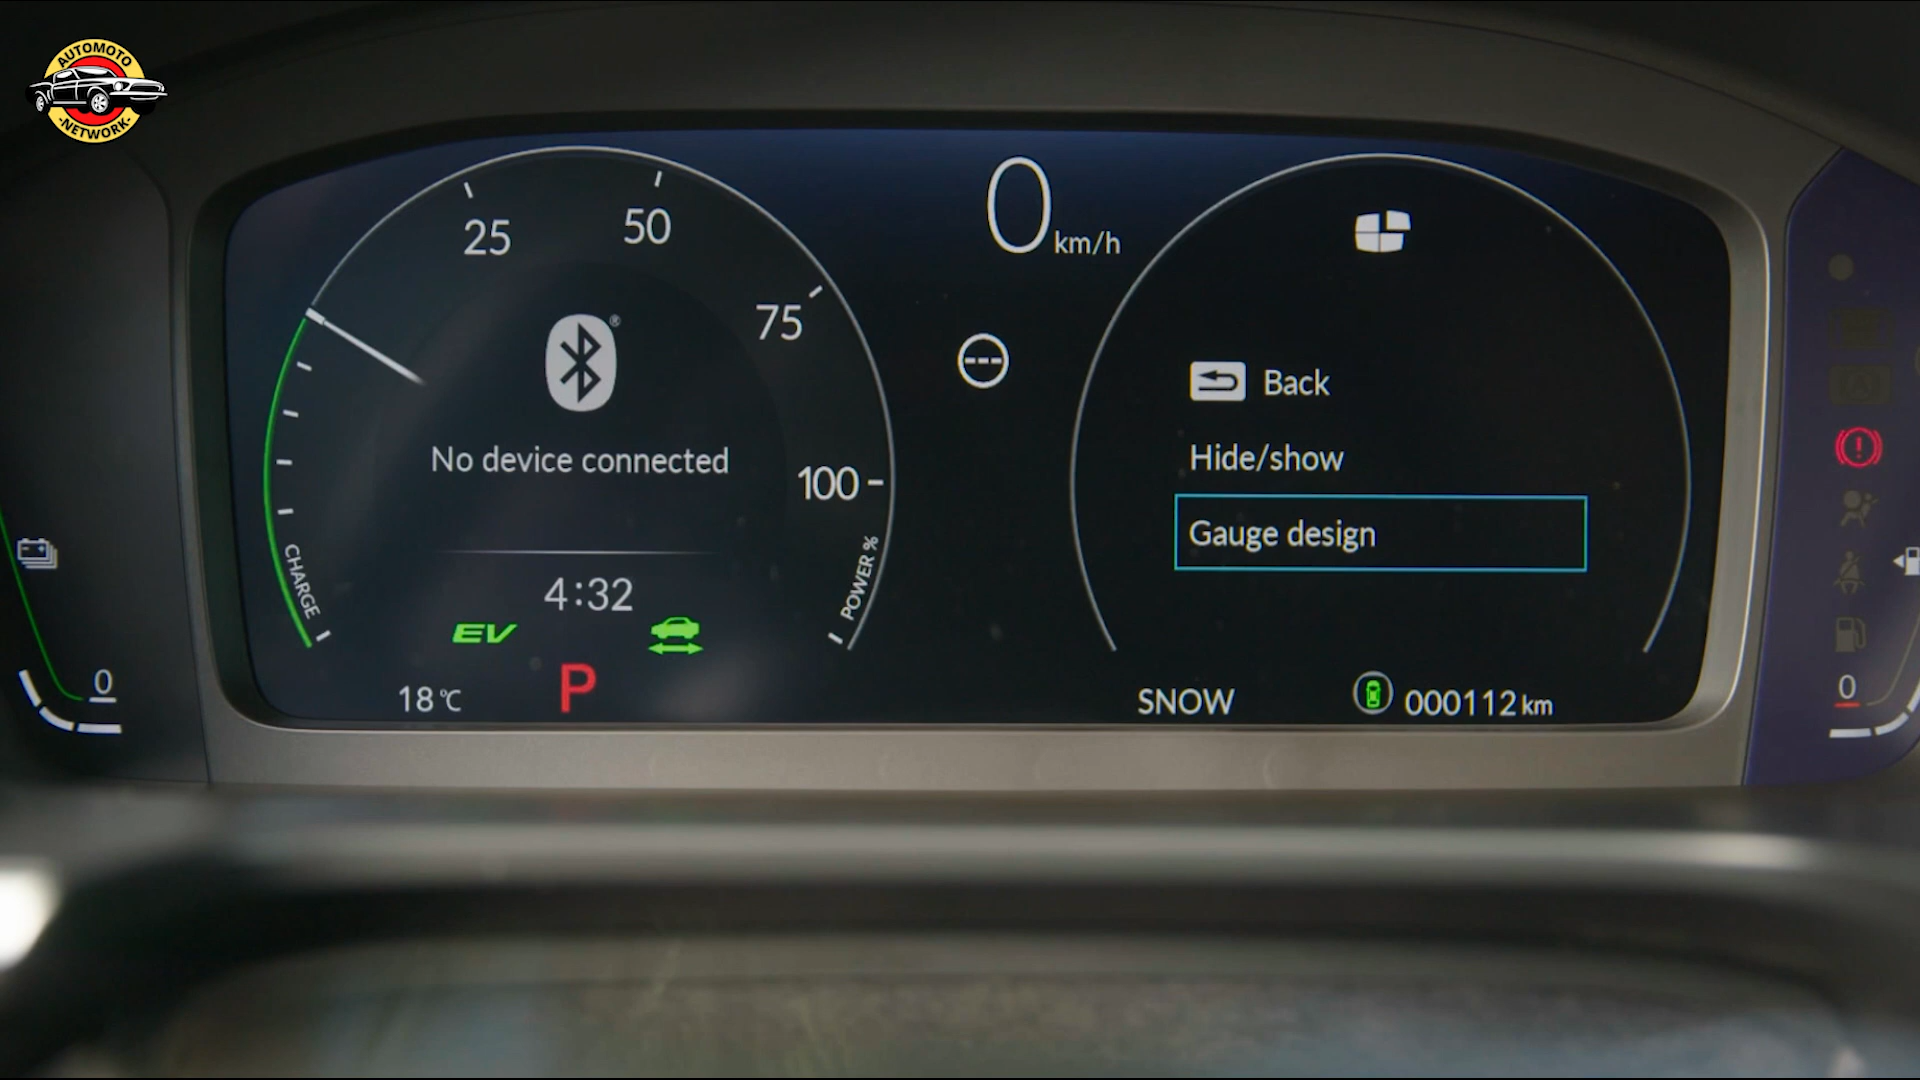 AUTOMOTO
-NETWORK-
0
km/h
25
50
75
100
®
No device connected
CHARGE
POWER %
4:32
EV
18°C
P
Back
Hide/show
Gauge design
SNOW
000112 km
0
0